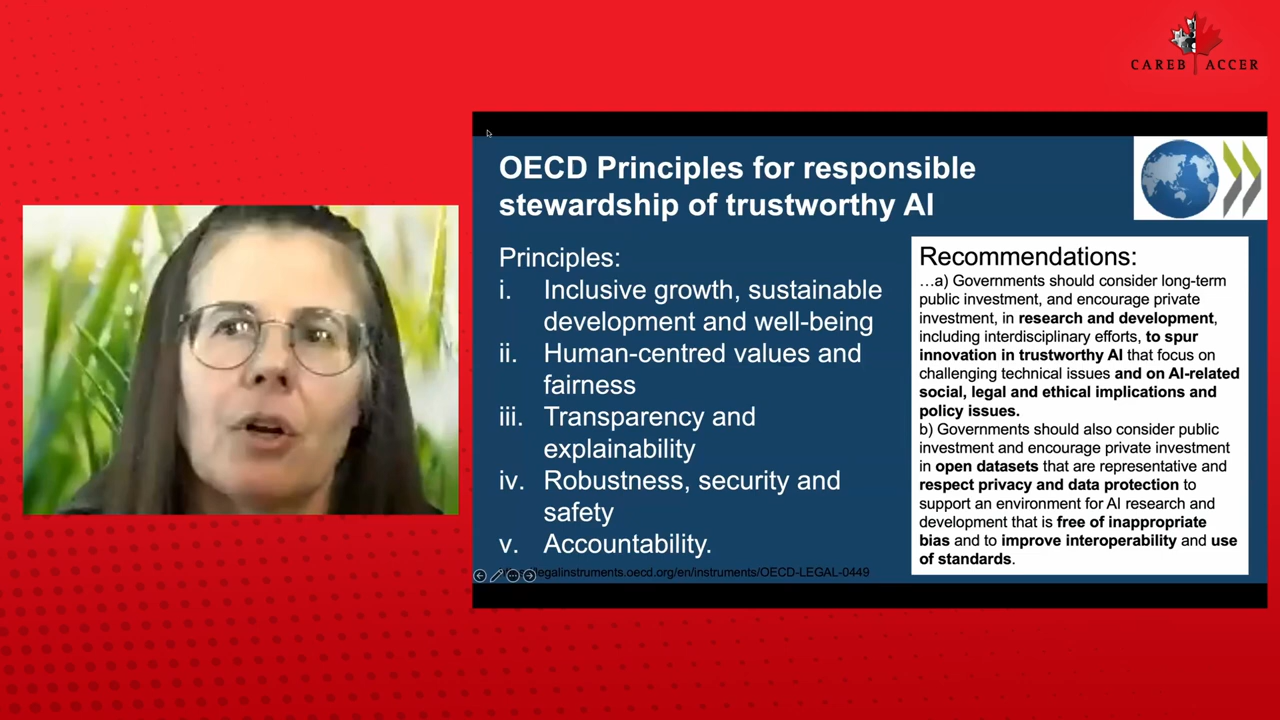 CAREB ACCER
OECD Principles for responsible
stewardship of trustworthy AI
Principles:
i. Inclusive growth, sustainable
development and well-being
ii. Human-centred values and
fairness
iii. Transparency and
explainability
iv. Robustness, security and
safety
v. Accountability.
legalinstruments.oecd.org/en/instruments/OECD-LEGAL-0449
Recommendations:
…a) Governments should consider long-term
public investment, and encourage private
investment, in research and development,
including interdisciplinary efforts, to spur
innovation in trustworthy AI that focus on
challenging technical issues and on AI-related
social, legal and ethical implications and
policy issues.
b) Governments should also consider public
investment and encourage private investment
in open datasets that are representative and
respect privacy and data protection to
support an environment for AI research and
development that is free of inappropriate
bias and to improve interoperability and use
of standards.